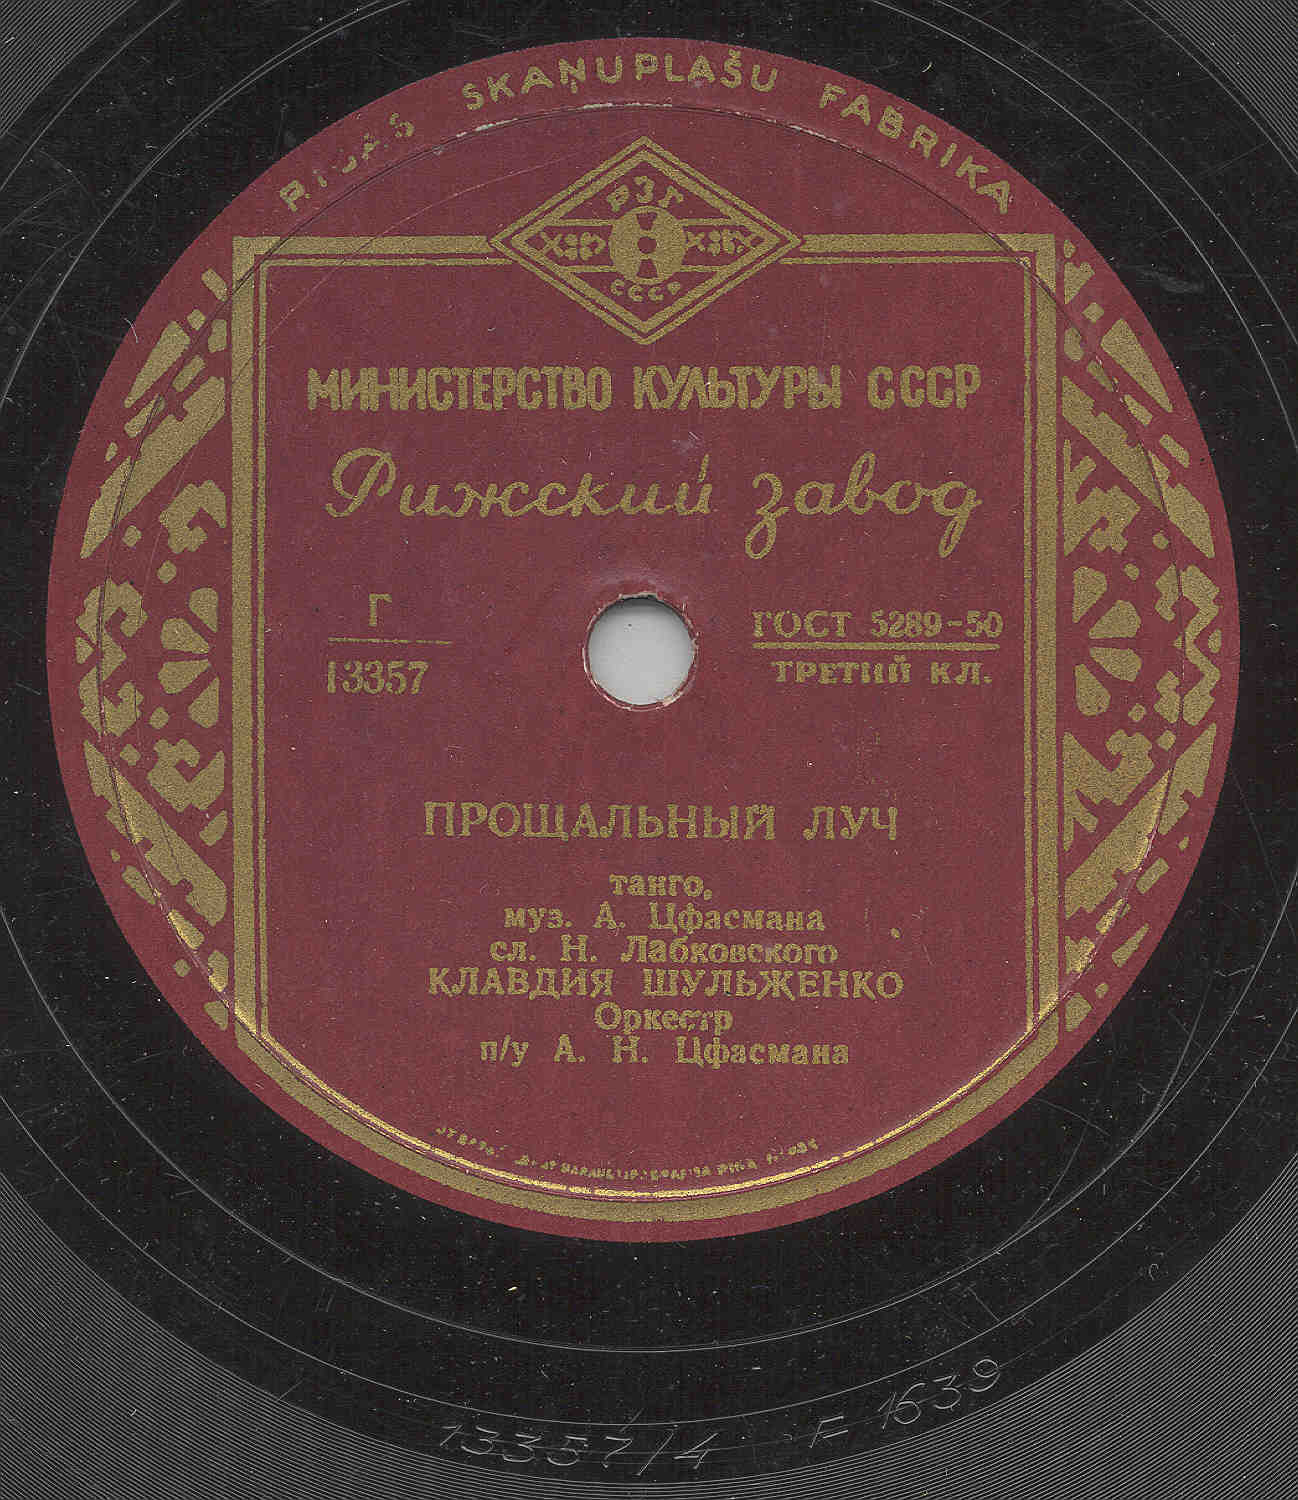 RIGAS SKAŅUPLAŠU FABRIKA
РЗГ
СССР
МИНИСТЕРСТВО КУЛЬТУРЫ СССР
Рижский завод
Г
13357
ГОСТ 5289-50
ТРЕТИЙ КЛ.
ПРОЩАЛЬНЫЙ ЛУЧ
танго,
муз. А. Цфасмана
сл. Н. Лабковского
КЛАВДИЯ ШУЛЬЖЕНКО
Оркестр
п/у А. Н. Цфасмана
13357/4 F 1639